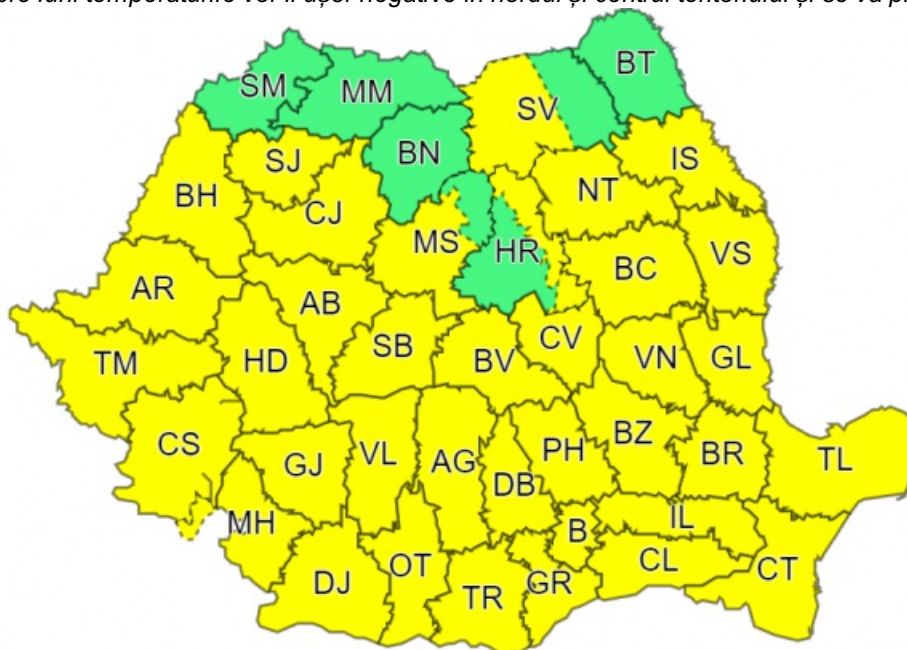 luni temperaturile vor fi ușor negative în nordul și centrul teritoriului și se va
BT
SM
MM
SV
BN
SJ
IS
BH
NT
CJ
MS
HR
BC
VS
AR
AB
TM
HD
SB
BV
CV
VN
GL
CS
GJ
VL
AG
DB
PH
BZ
BR
TL
MH
B
IL
DJ
OT
TR
GR
CL
CT